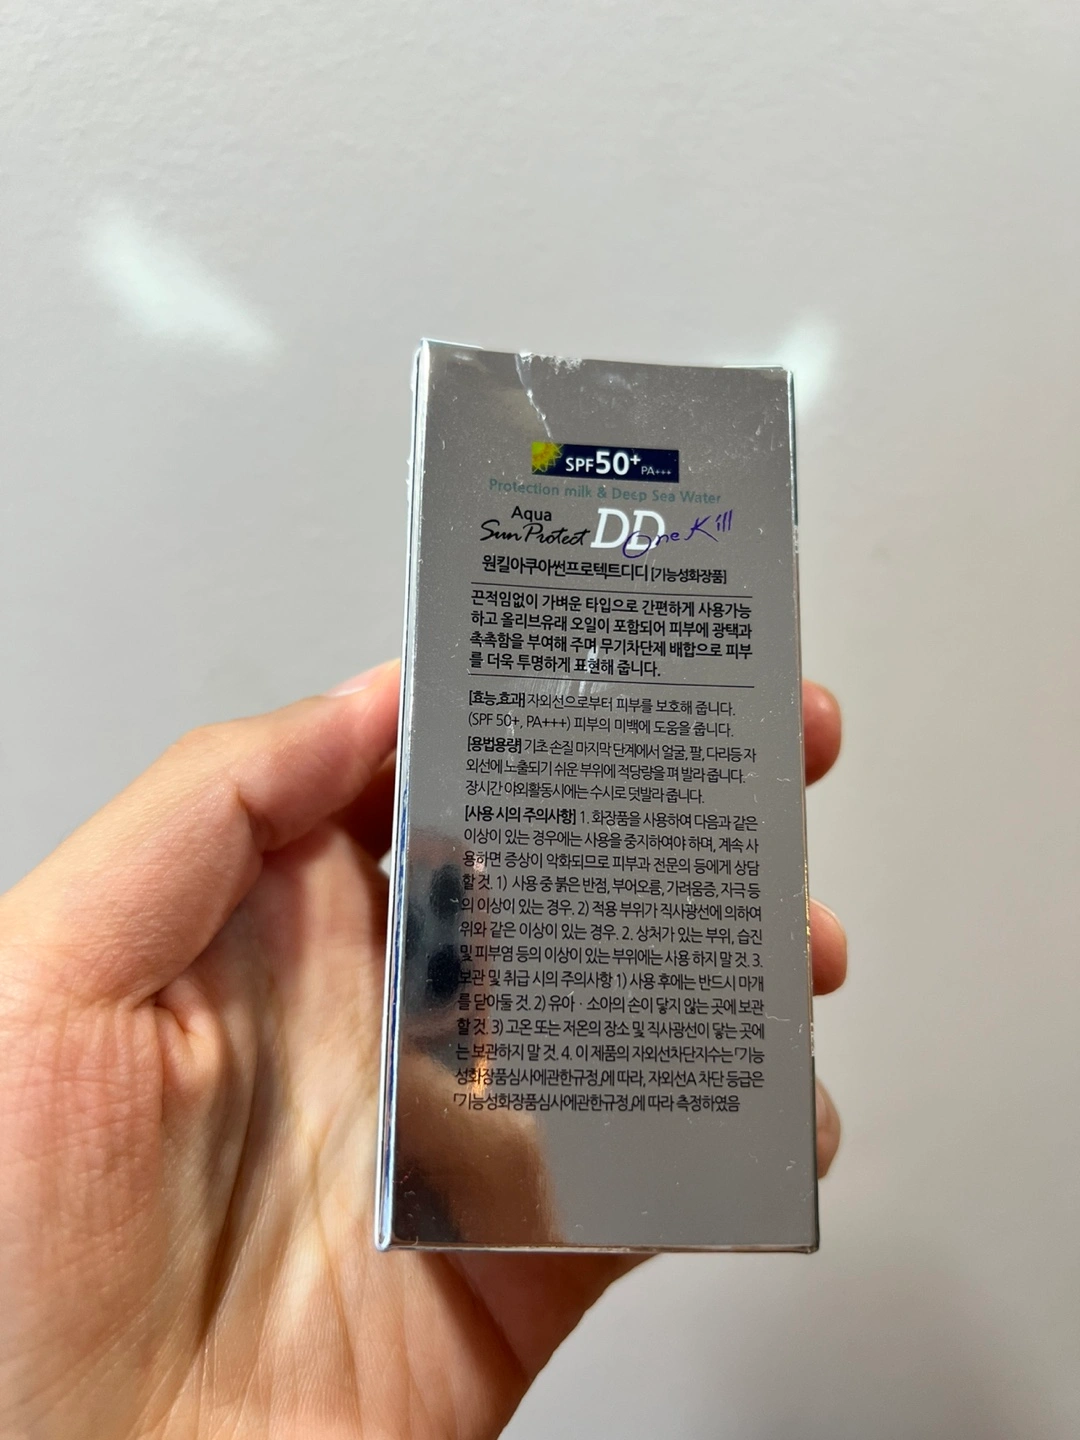 SPF50+ PA+++
Protection milk & Deep Sea Water
Aqua
Sun Protect DD One Kill
원킬아쿠아썬프로텍트디디 [기능성화장품]
끈적임없이 가벼운 타입으로 간편하게 사용가능
하고 올리브유래 오일이 포함되어 피부에 광택과
촉촉함을 부여해 주며 무기차단제 배합으로 피부
를 더욱 투명하게 표현해 줍니다.
[효능,효과] 자외선으로부터 피부를 보호해 줍니다.
(SPF 50+, PA+++) 피부의 미백에 도움을 줍니다.
[용법용량] 기초 손질 마지막 단계에서 얼굴, 팔, 다리등 자
외선에 노출되기 쉬운 부위에 적당량을 펴 발라 줍니다.
장시간 야외활동시에는 수시로 덧발라 줍니다.
[사용 시의 주의사항] 1. 화장품을 사용하여 다음과 같은
이상이 있는 경우에는 사용을 중지하여야 하며, 계속 사
용하면 증상이 악화되므로 피부과 전문의 등에게 상담
할 것. 1) 사용 중 붉은 반점, 부어오름, 가려움증, 자극 등
의 이상이 있는 경우. 2) 적용 부위가 직사광선에 의하여
위와 같은 이상이 있는 경우. 2. 상처가 있는 부위, 습진
및 피부염 등의 이상이 있는 부위에는 사용 하지 말 것. 3.
보관 및 취급 시의 주의사항 1) 사용 후에는 반드시 마개
를 닫아둘 것. 2) 유아 · 소아의 손이 닿지 않는 곳에 보관
할 것. 3) 고온 또는 저온의 장소 및 직사광선이 닿는 곳에
는 보관하지 말 것. 4. 이 제품의 자외선차단지수는「기능
성화장품심사에관한규정」에 따라, 자외선A 차단 등급은
「기능성화장품심사에관한규정」에 따라 측정하였음